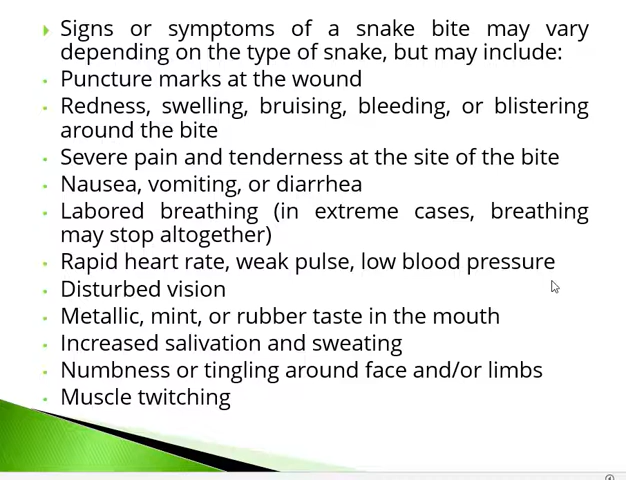 Signs or symptoms of a snake bite may vary
depending on the type of snake, but may include:
Puncture marks at the wound
Redness, swelling, bruising, bleeding, or blistering
around the bite
Severe pain and tenderness at the site of the bite
Nausea, vomiting, or diarrhea
Labored breathing (in extreme cases, breathing
may stop altogether)
Rapid heart rate, weak pulse, low blood pressure
Disturbed vision
Metallic, mint, or rubber taste in the mouth
Increased salivation and sweating
Numbness or tingling around face and/or limbs
Muscle twitching